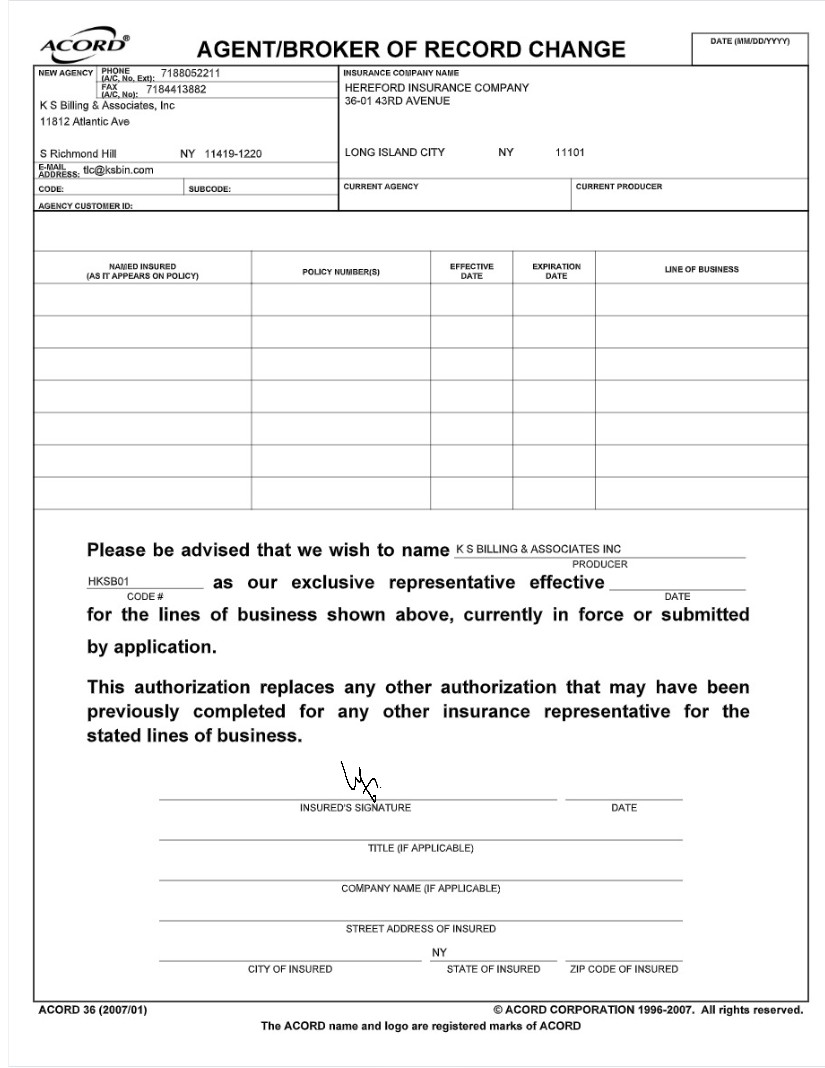 ACORD®
AGENT/BROKER OF RECORD CHANGE
DATE (MM/DD/YYYY)
NEW AGENCY
PHONE (A/C, No, Ext): 7188052211
FAX (A/C, No): 7184413882
K S Billing & Associates, Inc
11812 Atlantic Ave
S Richmond Hill NY 11419-1220
E-MAIL ADDRESS: tlc@ksbin.com
CODE: SUBCODE:
AGENCY CUSTOMER ID:
INSURANCE COMPANY NAME
HEREFORD INSURANCE COMPANY
36-01 43RD AVENUE
LONG ISLAND CITY NY 11101
CURRENT AGENCY
CURRENT PRODUCER
NAMED INSURED
(AS IT APPEARS ON POLICY)
POLICY NUMBER(S)
EFFECTIVE
DATE
EXPIRATION
DATE
LINE OF BUSINESS
Please be advised that we wish to name K S BILLING & ASSOCIATES INC
PRODUCER
HKSB01 as our exclusive representative effective
CODE # DATE
for the lines of business shown above, currently in force or submitted
by application.
This authorization replaces any other authorization that may have been
previously completed for any other insurance representative for the
stated lines of business.
INSURED'S SIGNATURE DATE
TITLE (IF APPLICABLE)
COMPANY NAME (IF APPLICABLE)
STREET ADDRESS OF INSURED
NY
CITY OF INSURED STATE OF INSURED ZIP CODE OF INSURED
ACORD 36 (2007/01) © ACORD CORPORATION 1996-2007. All rights reserved.
The ACORD name and logo are registered marks of ACORD